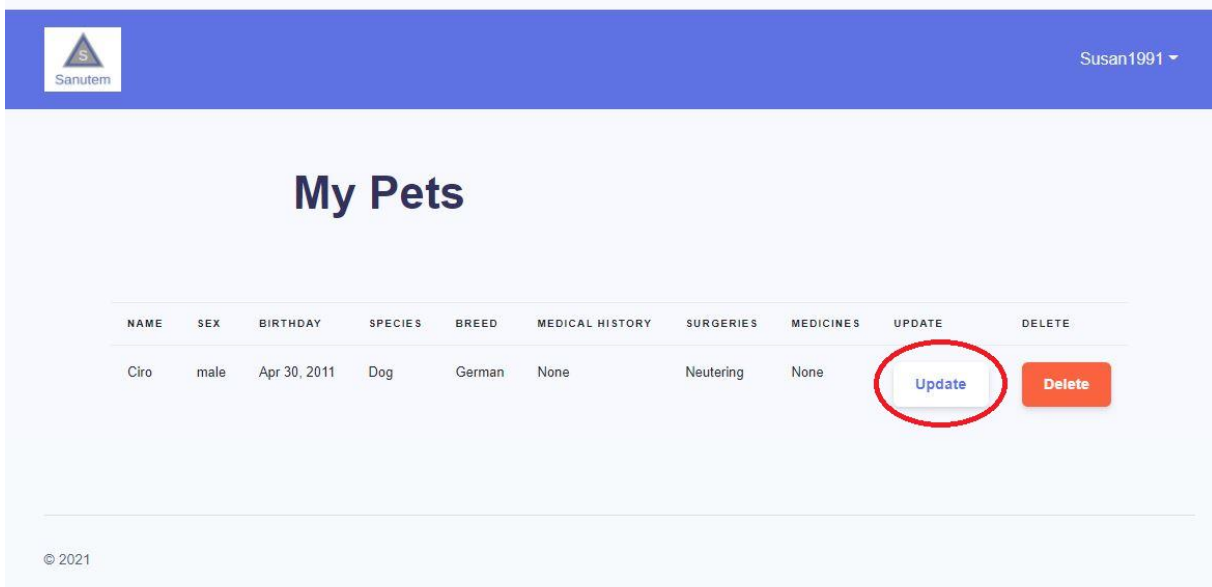 S
Sanutem
Susan1991
My Pets
NAME SEX BIRTHDAY SPECIES BREED MEDICAL HISTORY SURGERIES MEDICINES UPDATE DELETE
Ciro male Apr 30, 2011 Dog German None Neutering None Update Delete
© 2021